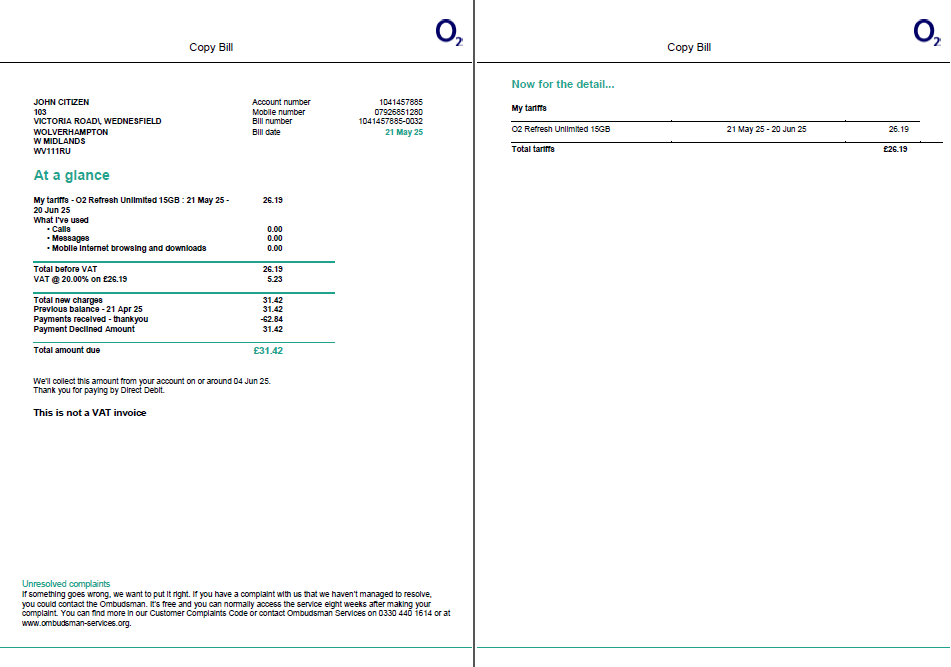 Copy Bill
O2
JOHN CITIZEN
103
VICTORIA ROAD\, WEDNESFIELD
WOLVERHAMPTON
W MIDLANDS
WV111RU
Account number 1041457885
Mobile number 07926851280
Bill number 1041457885-0032
Bill date 21 May 25
At a glance
My tariffs - O2 Refresh Unlimited 15GB : 21 May 25 - 26.19
20 Jun 25
What I've used
• Calls 0.00
• Messages 0.00
• Mobile Internet browsing and downloads 0.00
Total before VAT 26.19
VAT @ 20.00% on £26.19 5.23
Total new charges 31.42
Previous balance - 21 Apr 25 31.42
Payments received - thankyou -62.84
Payment Declined Amount 31.42
Total amount due £31.42
We'll collect this amount from your account on or around 04 Jun 25.
Thank you for paying by Direct Debit.
This is not a VAT invoice
Unresolved complaints
If something goes wrong, we want to put it right. If you have a complaint with us that we haven't managed to resolve,
you could contact the Ombudsman. It's free and you can normally access the service eight weeks after making your
complaint. You can find more in our Customer Complaints Code or contact Ombudsman Services on 0330 440 1614 or at
www.ombudsman-services.org.
Copy Bill
O2
Now for the detail...
My tariffs
O2 Refresh Unlimited 15GB 21 May 25 - 20 Jun 25 26.19
Total tariffs £26.19